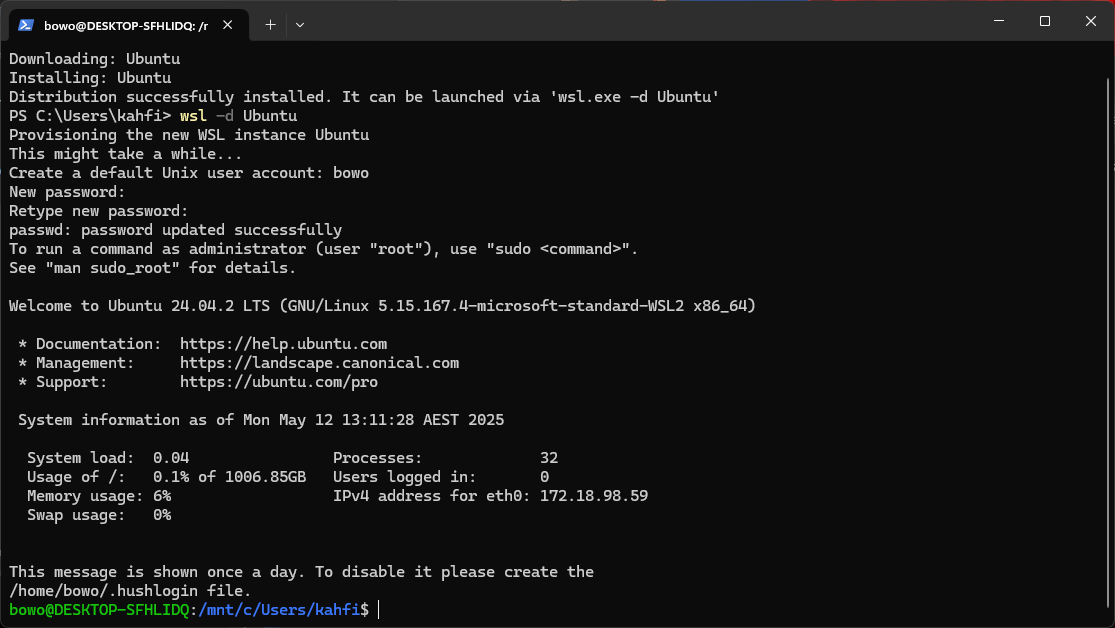 bowo@DESKTOP-SFHLIDQ: /r
Downloading: Ubuntu
Installing: Ubuntu
Distribution successfully installed. It can be launched via 'wsl.exe -d Ubuntu'
PS C:\Users\kahfi> wsl -d Ubuntu
Provisioning the new WSL instance Ubuntu
This might take a while...
Create a default Unix user account: bowo
New password:
Retype new password:
passwd: password updated successfully
To run a command as administrator (user "root"), use "sudo <command>".
See "man sudo_root" for details.
Welcome to Ubuntu 24.04.2 LTS (GNU/Linux 5.15.167.4-microsoft-standard-WSL2 x86_64)
* Documentation:  https://help.ubuntu.com
* Management:     https://landscape.canonical.com
* Support:        https://ubuntu.com/pro
System information as of Mon May 12 13:11:28 AEST 2025
System load:  0.04                Processes:             32
Usage of /:   0.1% of 1006.85GB   Users logged in:       0
Memory usage: 6%                  IPv4 address for eth0: 172.18.98.59
Swap usage:   0%
This message is shown once a day. To disable it please create the
/home/bowo/.hushlogin file.
bowo@DESKTOP-SFHLIDQ:/mnt/c/Users/kahfi$